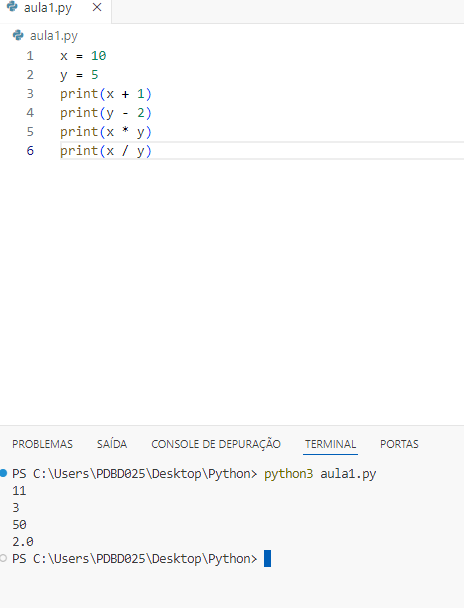 aula1.py ×
aula1.py
1 x = 10
2 y = 5
3 print(x + 1)
4 print(y - 2)
5 print(x * y)
6 print(x / y)
PROBLEMAS SAÍDA CONSOLE DE DEPURAÇÃO TERMINAL PORTAS
PS C:\Users\PDBD025\Desktop\Python> python3 aula1.py
11
3
50
2.0
PS C:\Users\PDBD025\Desktop\Python>